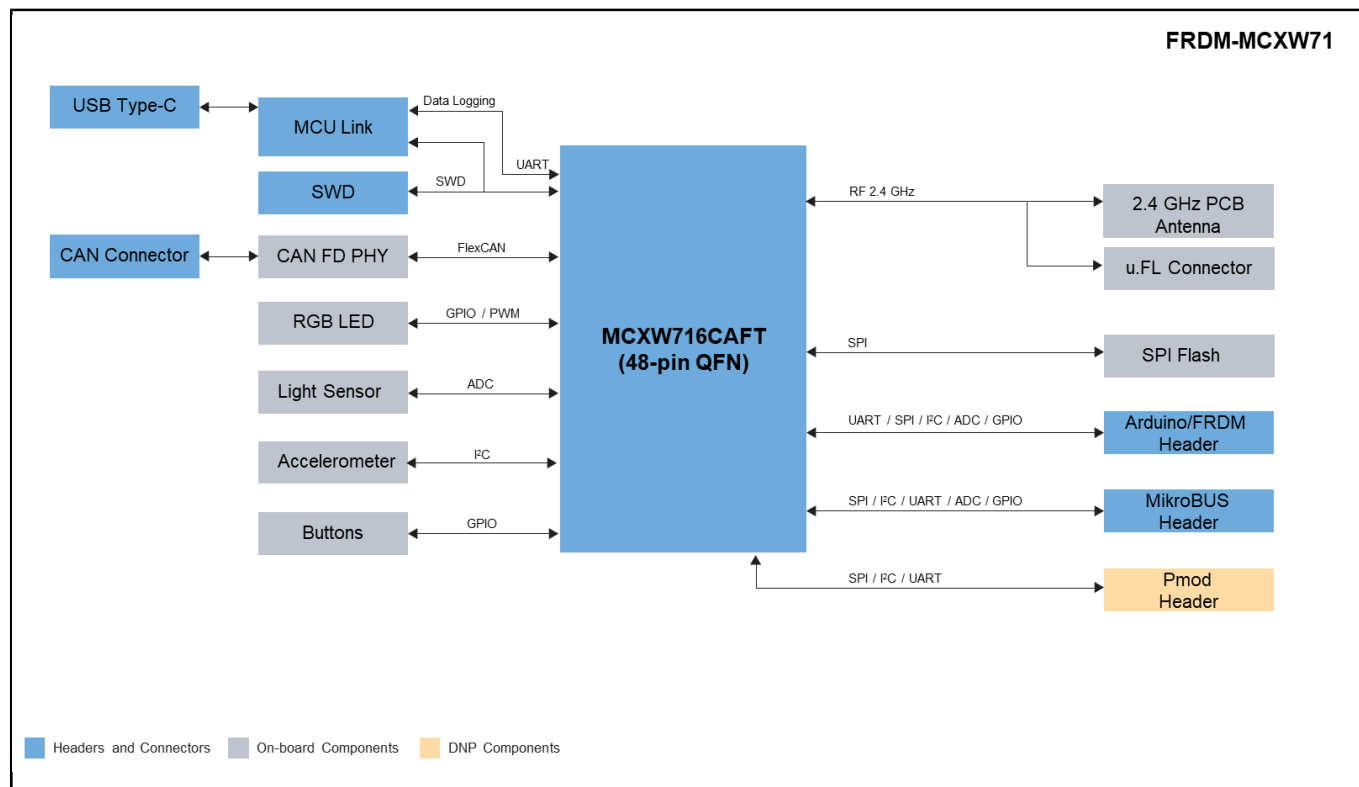 FRDM-MCXW71
USB Type-C
MCU Link
Data Logging
UART
SWD
SWD
CAN Connector
CAN FD PHY
FlexCAN
RGB LED
GPIO / PWM
Light Sensor
ADC
Accelerometer
I²C
Buttons
GPIO
MCXW716CAFT
(48-pin QFN)
RF 2.4 GHz
2.4 GHz PCB
Antenna
u.FL Connector
SPI
SPI Flash
UART / SPI / I²C / ADC / GPIO
Arduino/FRDM
Header
SPI / I²C / UART / ADC / GPIO
MikroBUS
Header
SPI / I²C / UART
Pmod
Header
Headers and Connectors
On-board Components
DNP Components